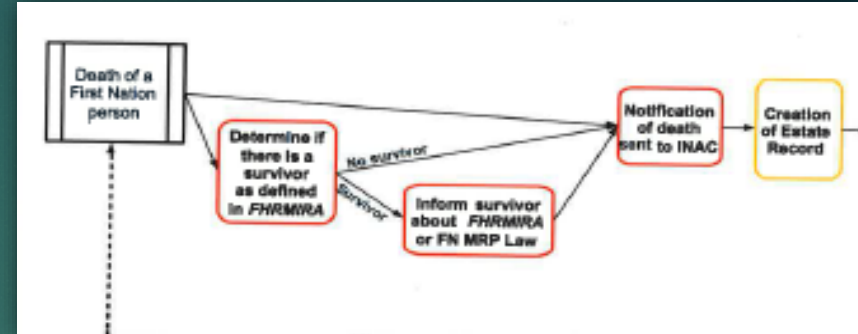 Death of a
First Nation
person
Determine if
there is a
survivor
as defined
in FHRMIRA
No survivor
Survivor
Inform survivor
about FHRMIRA
or FN MRP Law
Notification
of death
sent to INAC
Creation
of Estate
Record